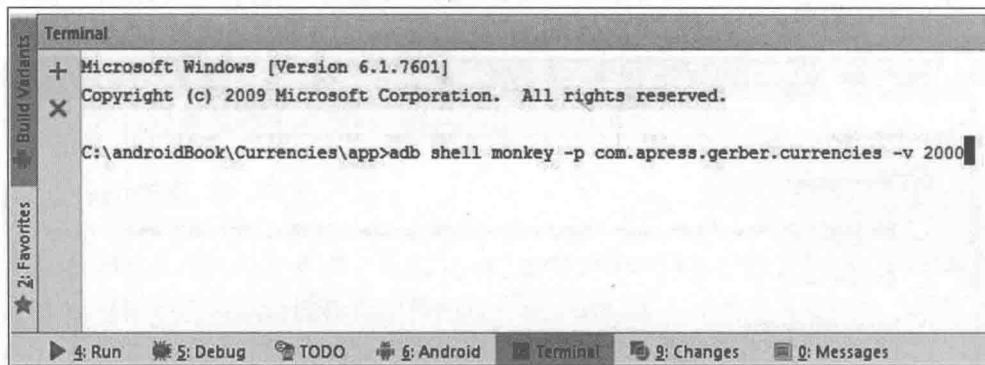 Terminal
Microsoft Windows [Version 6.1.7601]
Copyright (c) 2009 Microsoft Corporation.  All rights reserved.
C:\androidBook\Currencies\app>adb shell monkey -p com.apress.gerber.currencies -v 2000
Build Variants
2: Favorites
4: Run 5: Debug TODO 6: Android Terminal 9: Changes 0: Messages